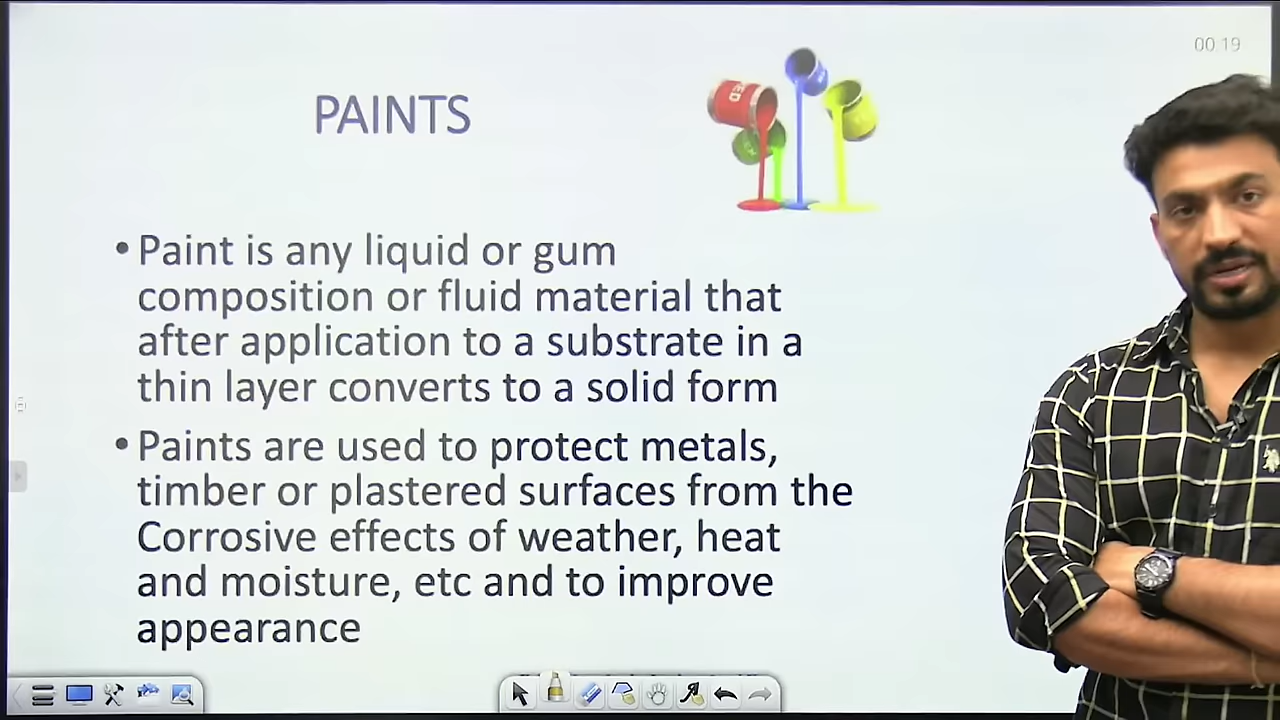 00:19
PAINTS
RED
• Paint is any liquid or gum
composition or fluid material that
after application to a substrate in a
thin layer converts to a solid form
• Paints are used to protect metals,
timber or plastered surfaces from the
Corrosive effects of weather, heat
and moisture, etc and to improve
appearance